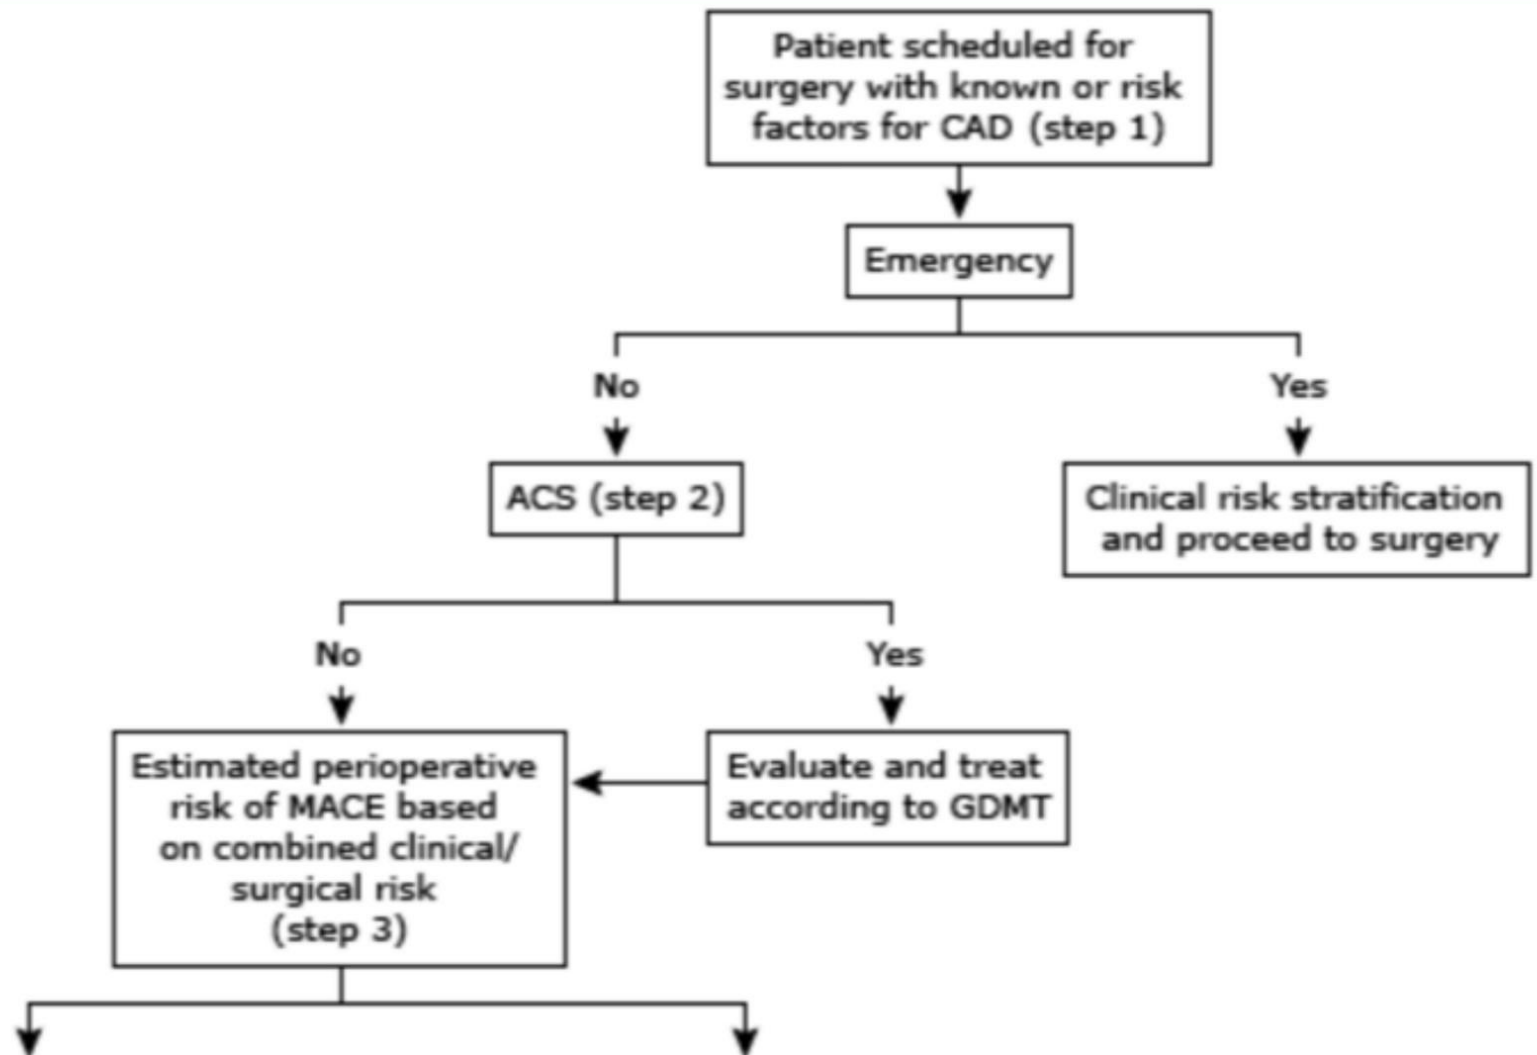 Patient scheduled for
surgery with known or risk
factors for CAD (step 1)
Emergency
No
Yes
ACS (step 2)
Clinical risk stratification
and proceed to surgery
No
Yes
Estimated perioperative
risk of MACE based
on combined clinical/
surgical risk
(step 3)
Evaluate and treat
according to GDMT